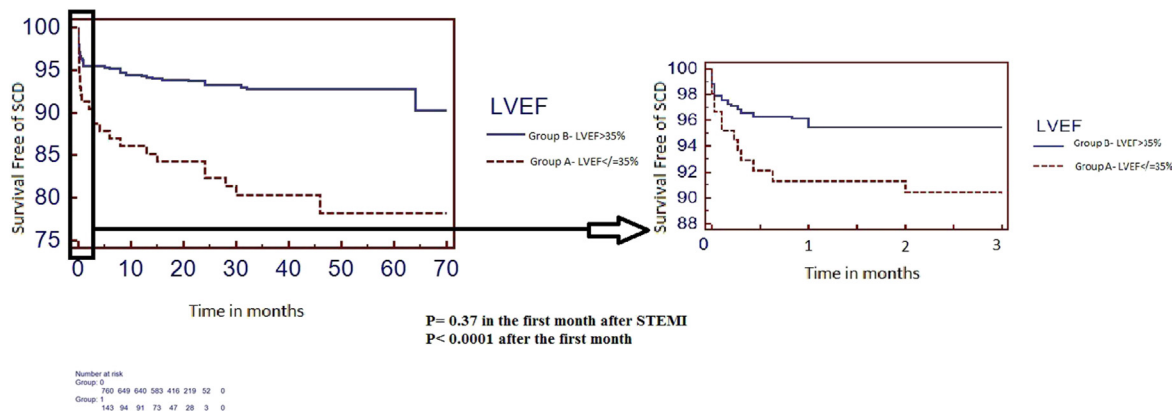 100
95
90
85
80
75
Survival Free of SCD
0 10 20 30 40 50 60 70
Time in months
LVEF
Group B- LVEF>35%
Group A- LVEF</=35%
100
98
96
94
92
90
88
Survival Free of SCD
0 1 2 3
Time in months
LVEF
Group B- LVEF>35%
Group A- LVEF</=35%
P= 0.37 in the first month after STEMI
P< 0.0001 after the first month
Number at risk
Group: 0
760 649 640 583 416 219 52 0
Group: 1
143 94 91 73 47 28 3 0